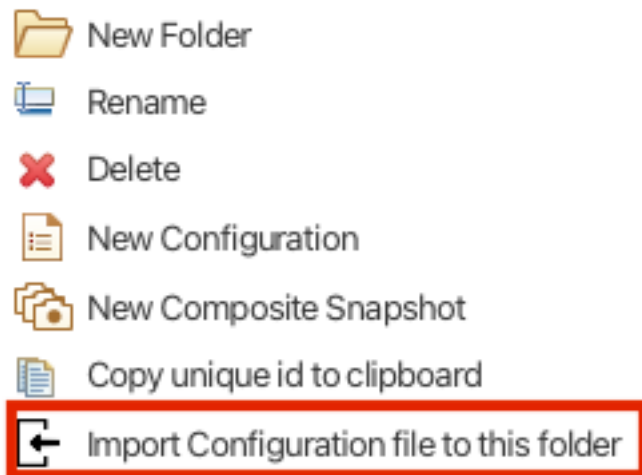 New Folder
Rename
Delete
New Configuration
New Composite Snapshot
Copy unique id to clipboard
Import Configuration file to this folder